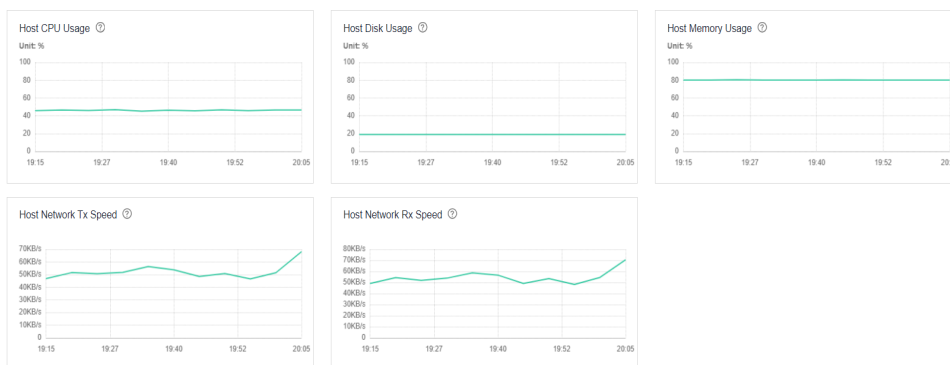 Host CPU Usage
Unit: %
100
80
60
40
20
0
19:15 19:27 19:40 19:52 20:05
Host Disk Usage
Unit: %
100
80
60
40
20
0
19:15 19:27 19:40 19:52 20:05
Host Memory Usage
Unit: %
100
80
60
40
20
0
19:15 19:27 19:40 19:52 20:
Host Network Tx Speed
70KB/s
60KB/s
50KB/s
40KB/s
30KB/s
20KB/s
10KB/s
0
19:15 19:27 19:40 19:52 20:05
Host Network Rx Speed
80KB/s
70KB/s
60KB/s
50KB/s
40KB/s
30KB/s
20KB/s
10KB/s
0
19:15 19:27 19:40 19:52 20:05